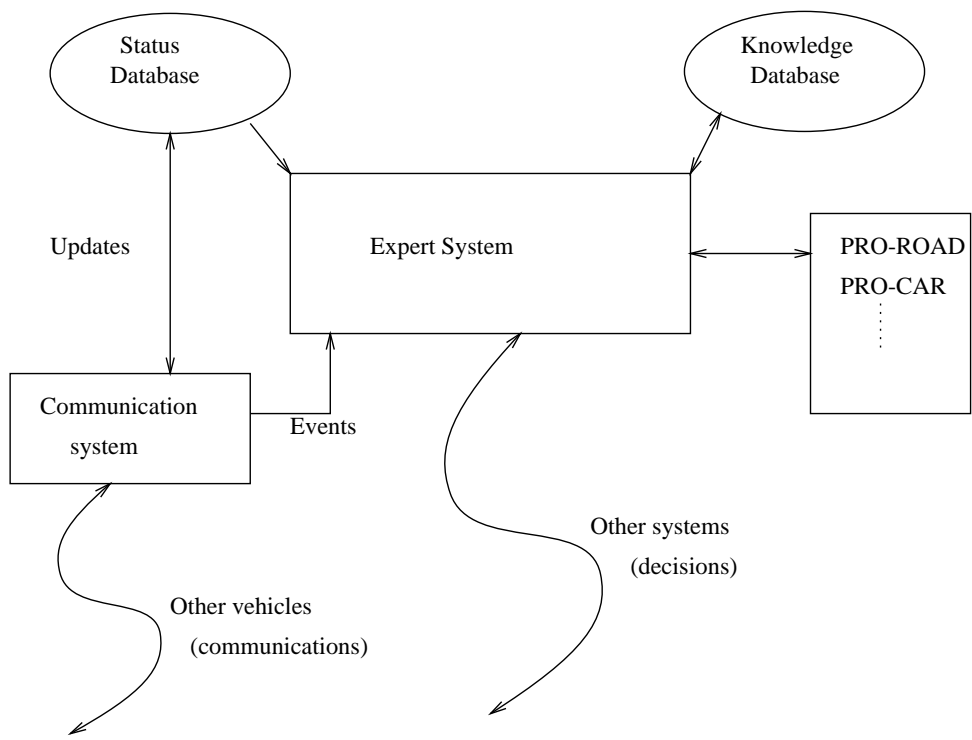 Status
Database
Knowledge
Database
Updates
Expert System
PRO-ROAD
PRO-CAR
Communication
system
Events
Other systems
(decisions)
Other vehicles
(communications)